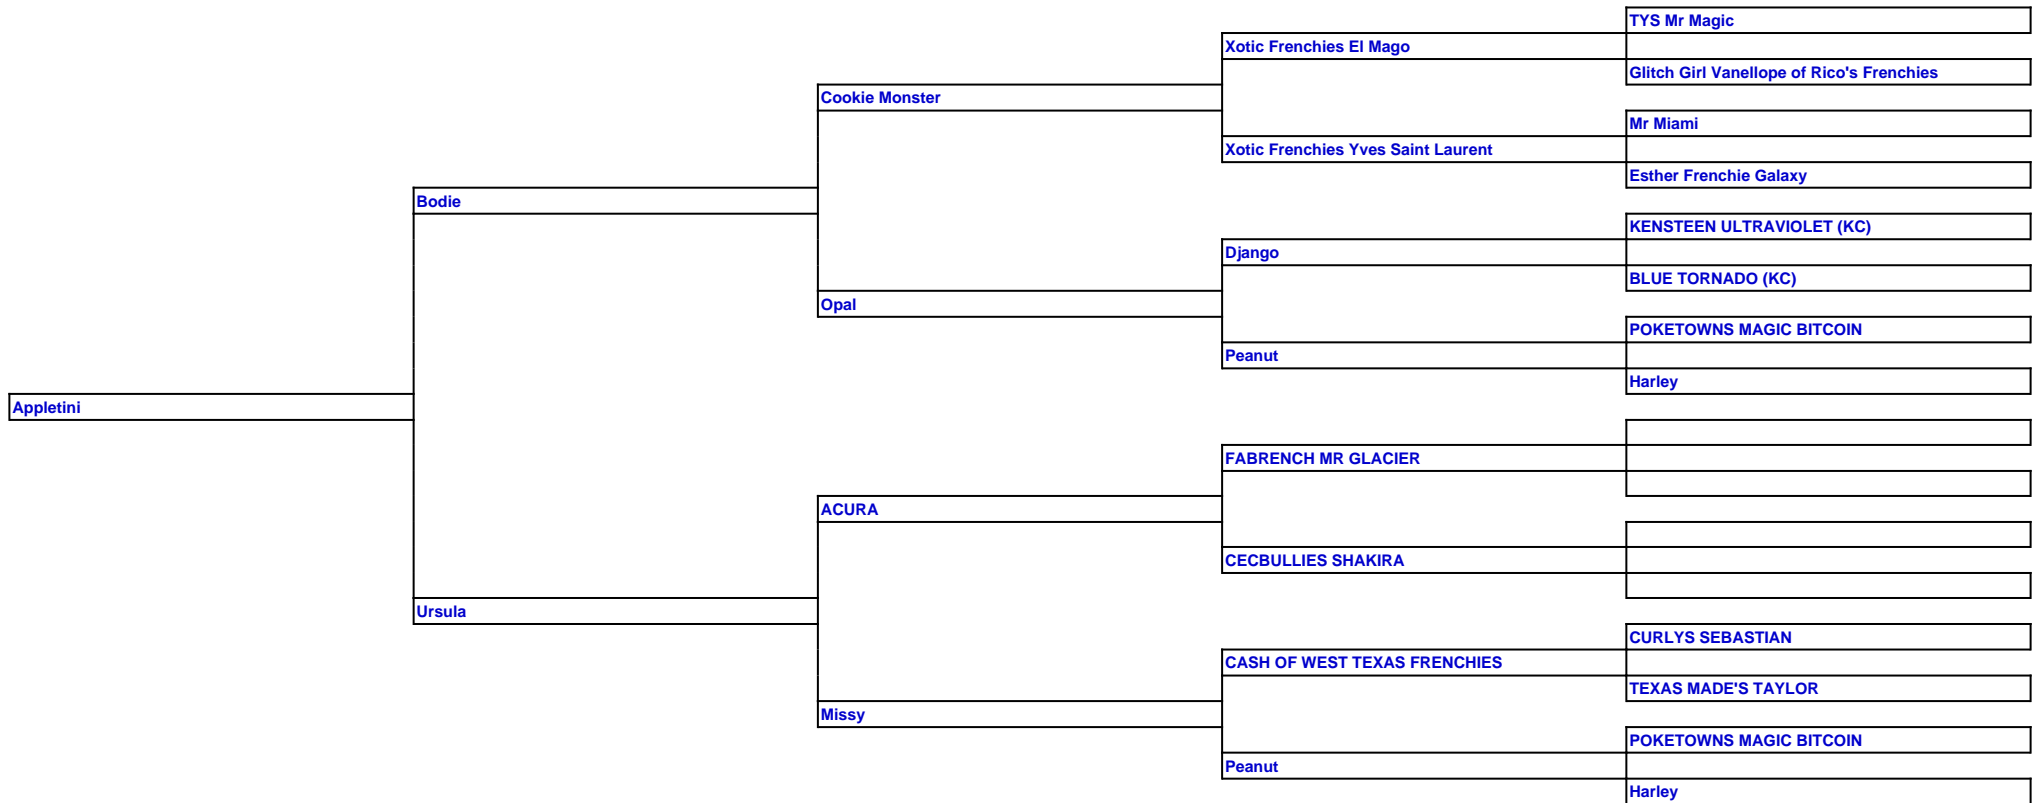 TYS Mr Magic
Xotic Frenchies El Mago
Glitch Girl Vanellope of Rico's Frenchies
Cookie Monster
Mr Miami
Xotic Frenchies Yves Saint Laurent
Esther Frenchie Galaxy
Bodie
KENSTEEN ULTRAVIOLET (KC)
Django
BLUE TORNADO (KC)
Opal
POKETOWNS MAGIC BITCOIN
Peanut
Harley
Appletini
FABRENCH MR GLACIER
ACURA
CECBULLIES SHAKIRA
Ursula
CURLYS SEBASTIAN
CASH OF WEST TEXAS FRENCHIES
TEXAS MADE'S TAYLOR
Missy
POKETOWNS MAGIC BITCOIN
Peanut
Harley